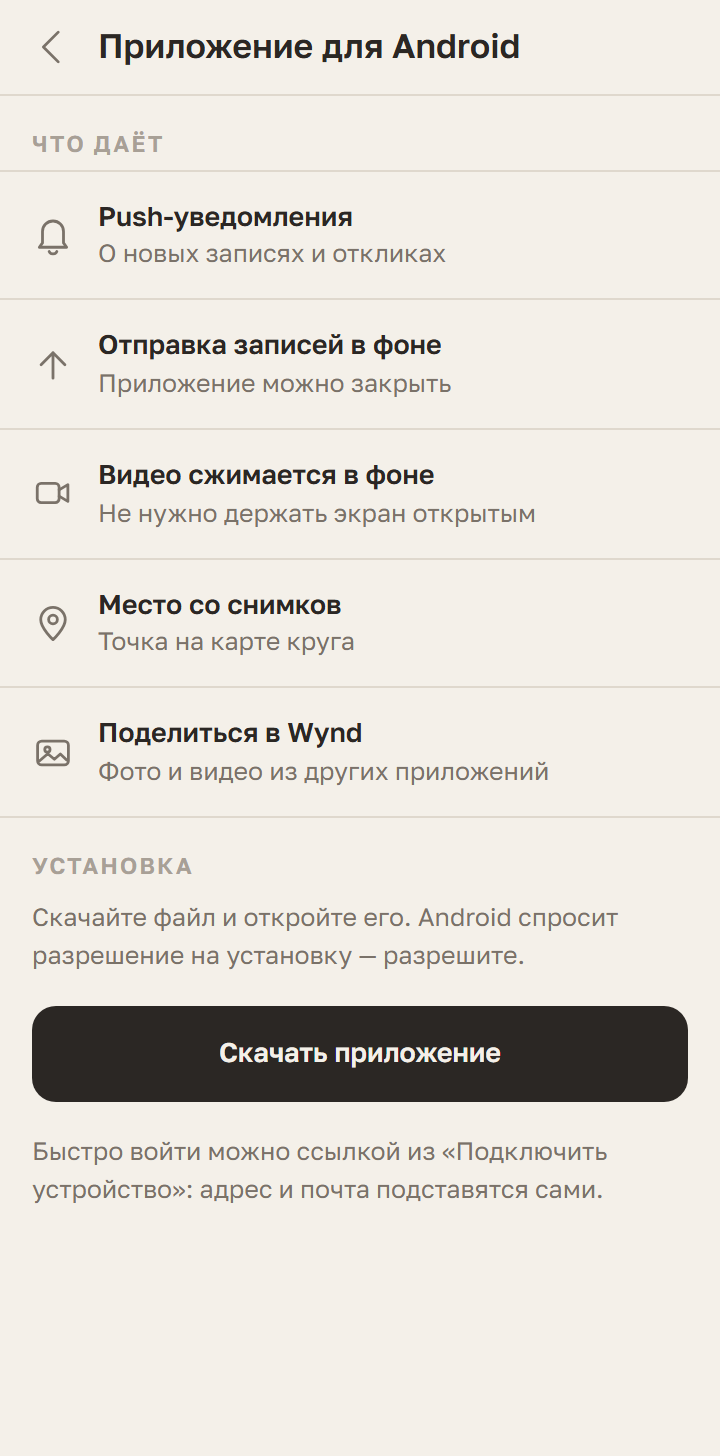 Приложение для Android
ЧТО ДАЁТ
Push-уведомления
О новых записях и откликах
Отправка записей в фоне
Приложение можно закрыть
Видео сжимается в фоне
Не нужно держать экран открытым
Место со снимков
Точка на карте круга
Поделиться в Wynd
Фото и видео из других приложений
УСТАНОВКА
Скачайте файл и откройте его. Android спросит
разрешение на установку — разрешите.
Скачать приложение
Быстро войти можно ссылкой из «Подключить
устройство»: адрес и почта подставятся сами.